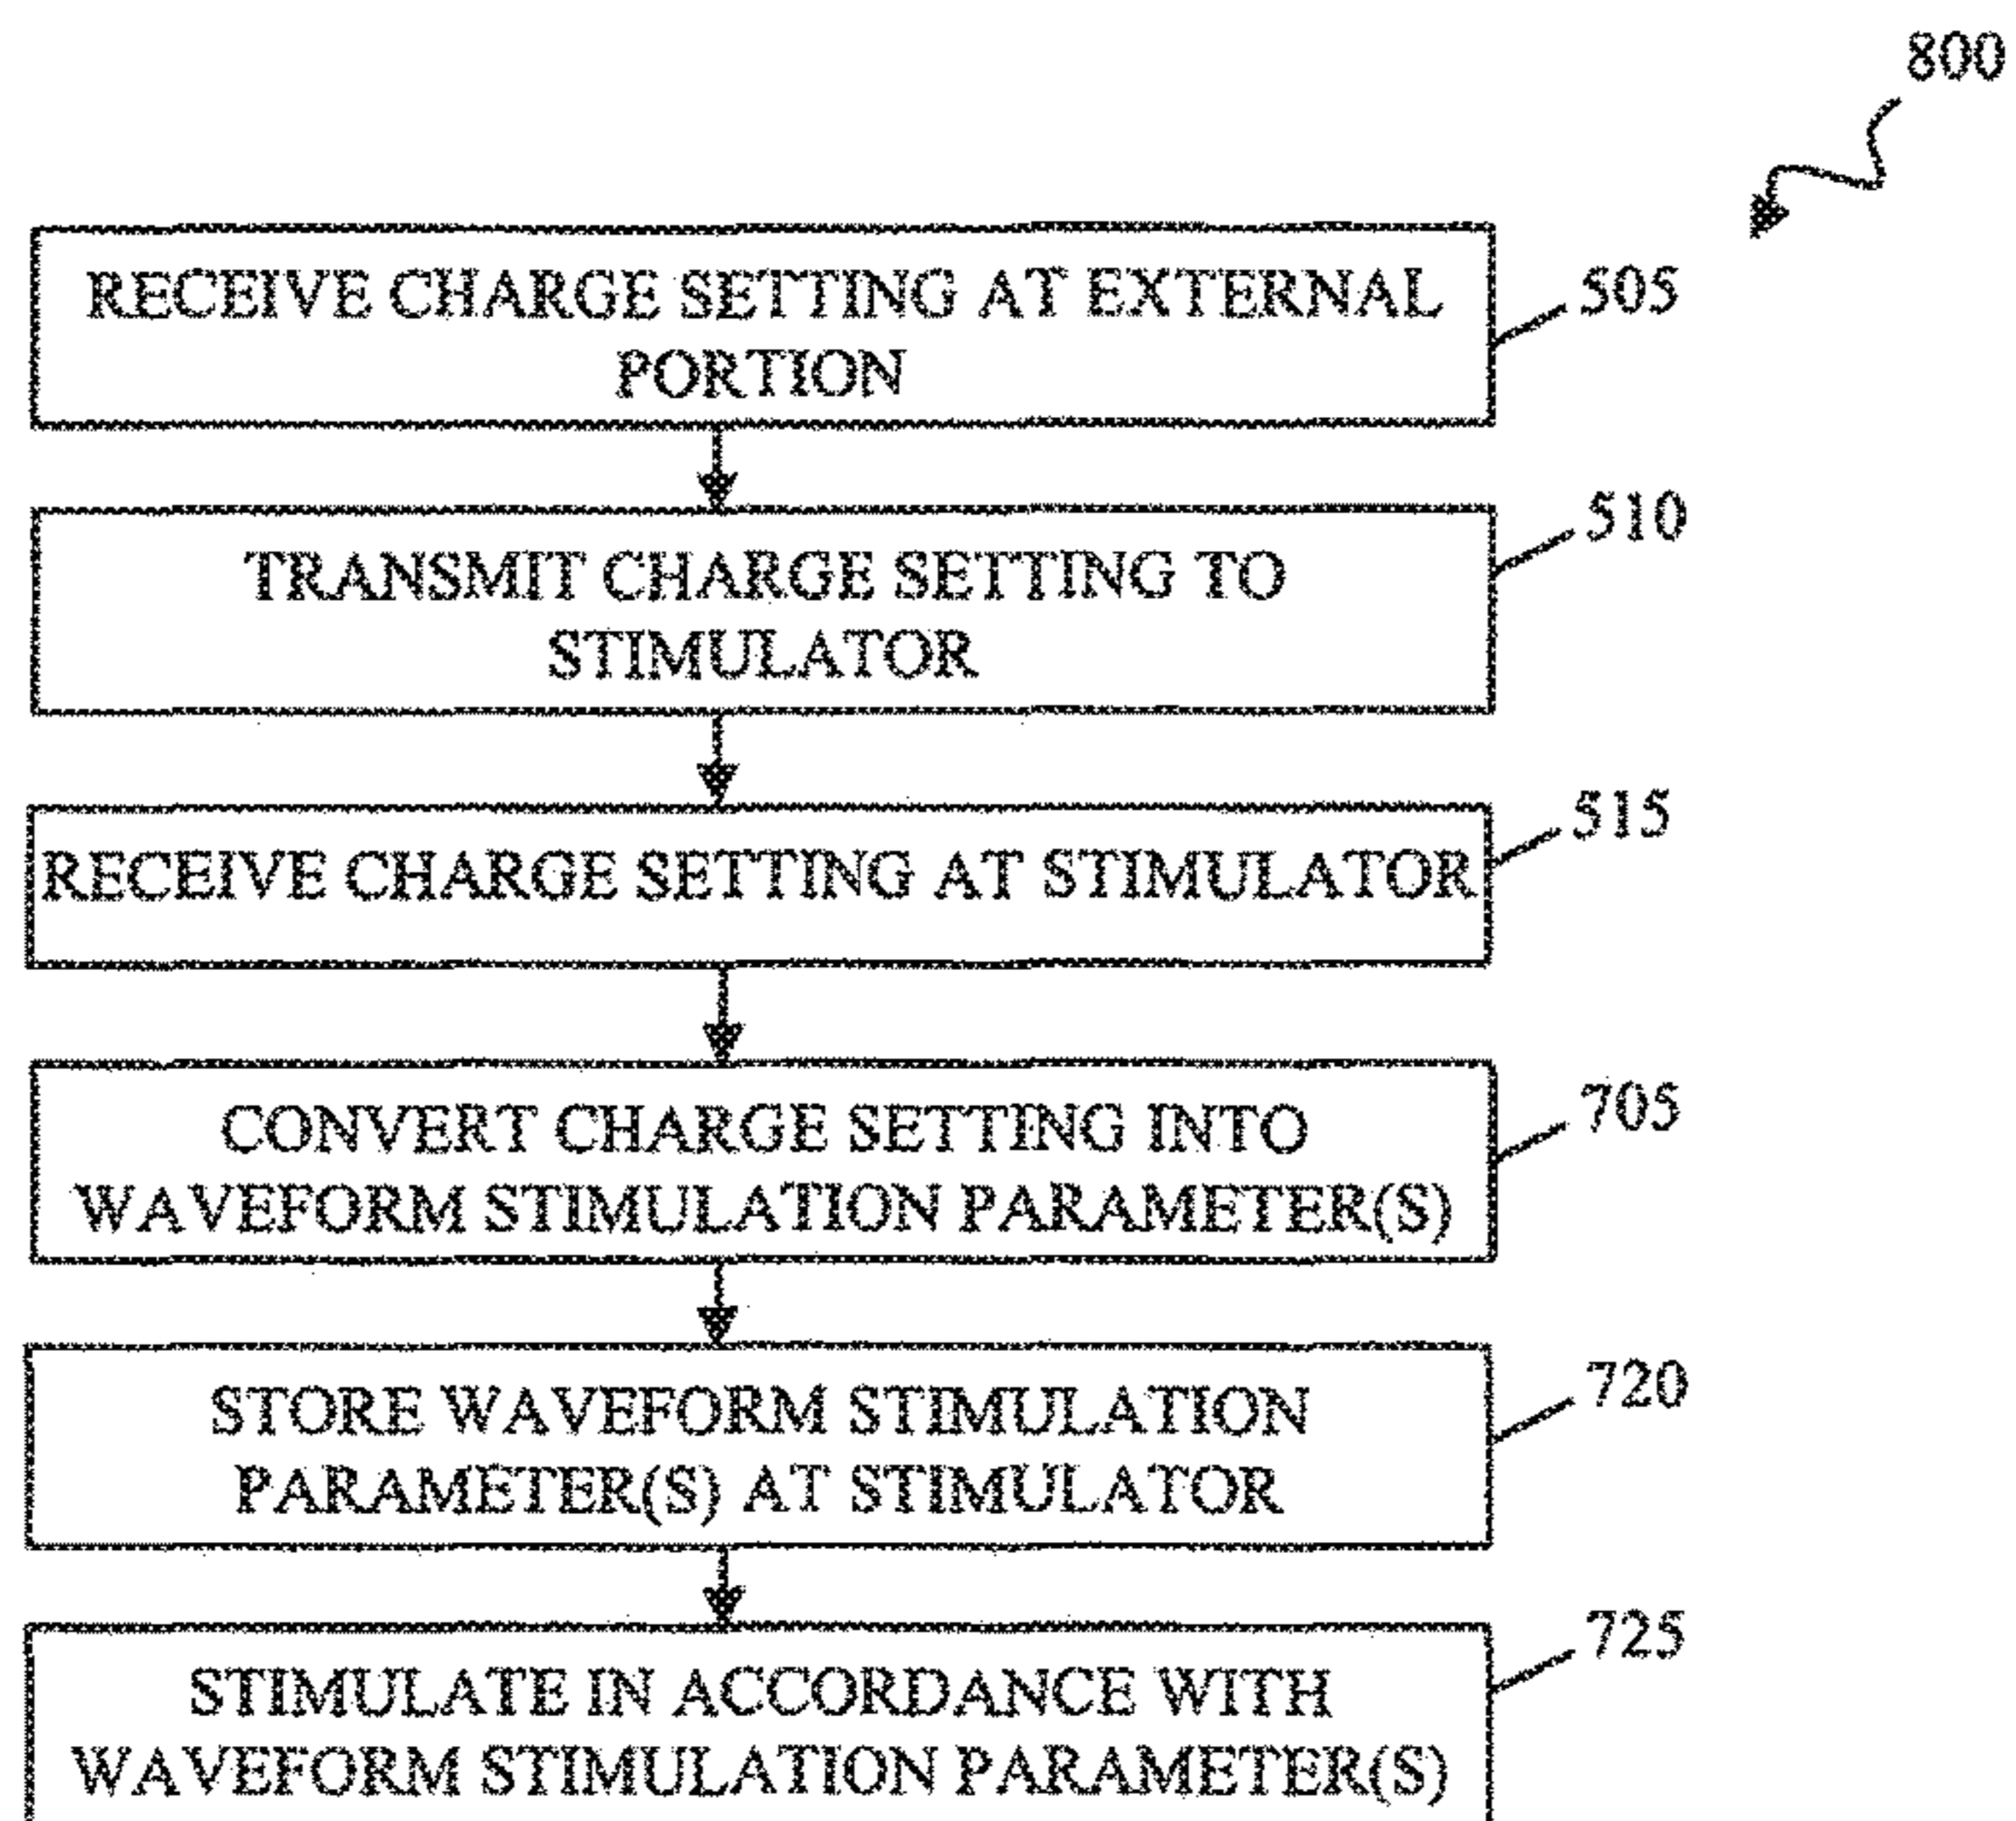 800
RECEIVE CHARGE SETTING AT EXTERNAL
PORTION
505
TRANSMIT CHARGE SETTING TO
STIMULATOR
510
RECEIVE CHARGE SETTING AT STIMULATOR
515
CONVERT CHARGE SETTING INTO
WAVEFORM STIMULATION PARAMETER(S)
705
STORE WAVEFORM STIMULATION
PARAMETER(S) AT STIMULATOR
720
STIMULATE IN ACCORDANCE WITH
WAVEFORM STIMULATION PARAMETER(S)
725